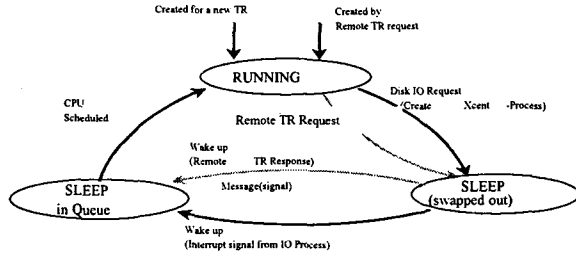 Created for a new TR
Created by
Remote TR request
RUNNING
CPU
Scheduled
Disk IO Request
(Create Xcent -Process)
Remote TR Request
Wake up
(Remote TR Response)
Message(signal)
SLEEP
in Queue
SLEEP
(swapped out)
Wake up
(Interrupt signal from IO Process)